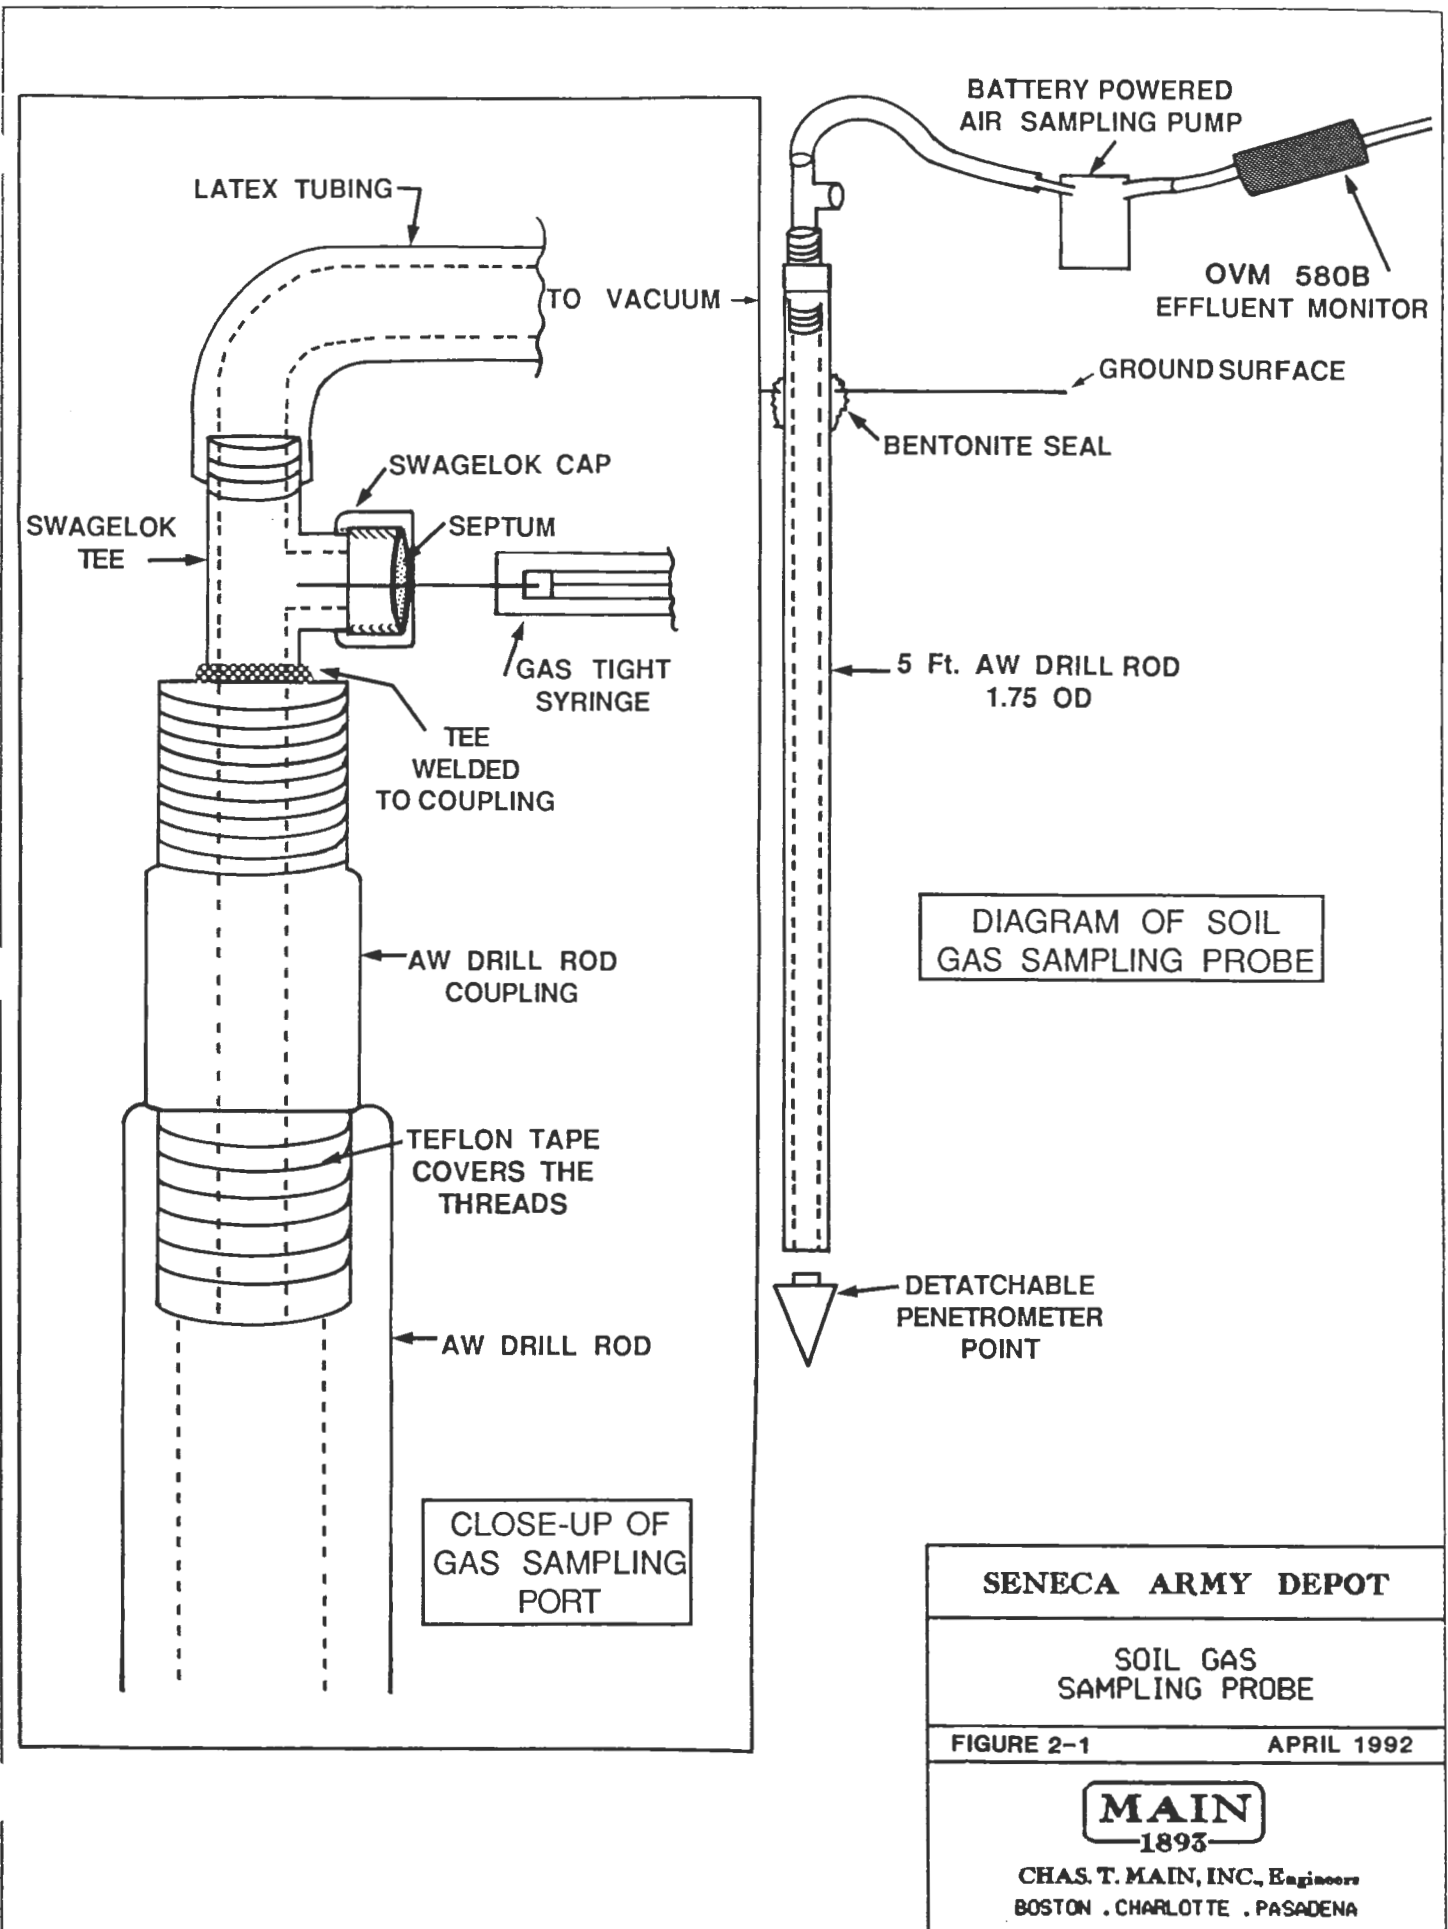 LATEX TUBING
TO VACUUM
SWAGELOK CAP
SEPTUM
SWAGELOK
TEE
GAS TIGHT
SYRINGE
TEE
WELDED
TO COUPLING
AW DRILL ROD
COUPLING
TEFLON TAPE
COVERS THE
THREADS
AW DRILL ROD
CLOSE-UP OF
GAS SAMPLING
PORT
BATTERY POWERED
AIR SAMPLING PUMP
OVM 580B
EFFLUENT MONITOR
GROUND SURFACE
BENTONITE SEAL
5 Ft. AW DRILL ROD
1.75 OD
DIAGRAM OF SOIL
GAS SAMPLING PROBE
DETATCHABLE
PENETROMETER
POINT
SENECA ARMY DEPOT
SOIL GAS
SAMPLING PROBE
FIGURE 2-1 APRIL 1992
MAIN
1893
CHAS. T. MAIN, INC., Engineers
BOSTON . CHARLOTTE . PASADENA